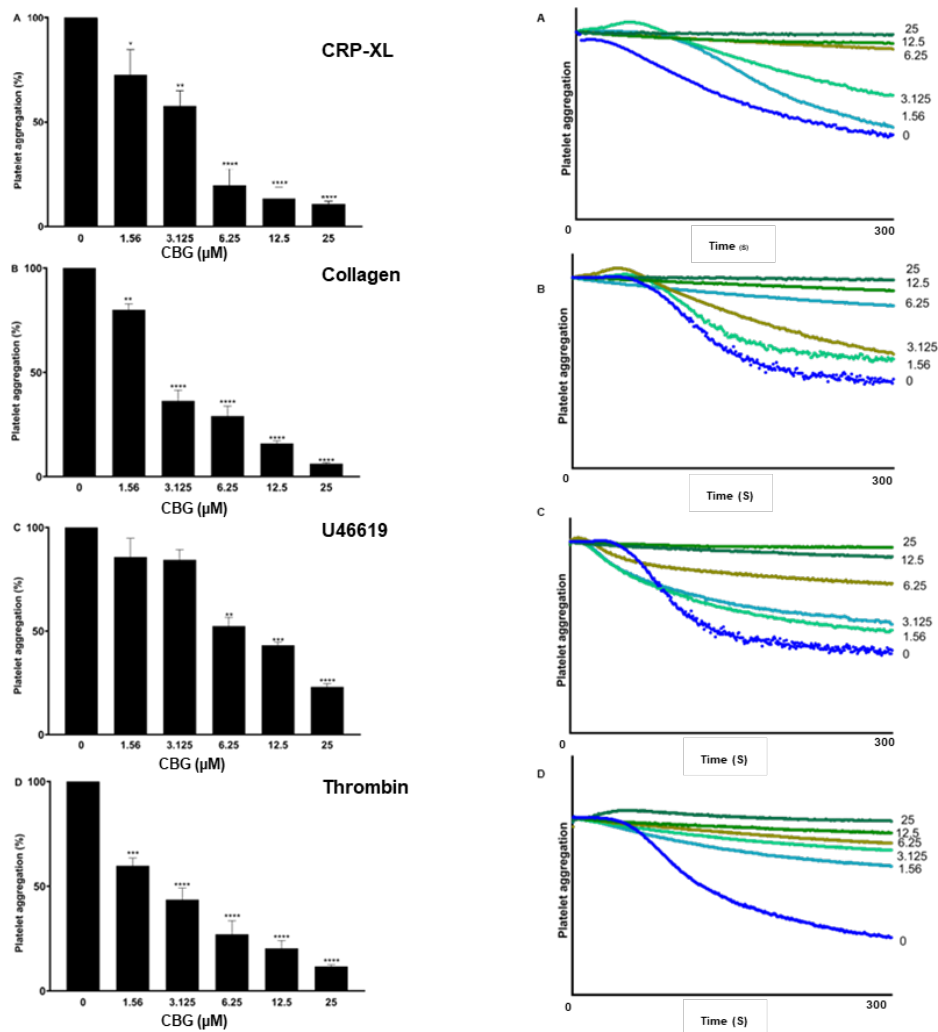 A
100
50
0
Platelet aggregation (%)
CRP-XL
*
**
****
****
****
0 1.56 3.125 6.25 12.5 25
CBG (µM)
A
Platelet aggregation
25
12.5
6.25
3.125
1.56
0
0
300
Time (s)
B
100
50
0
Platelet aggregation (%)
Collagen
**
****
****
****
****
0 1.56 3.125 6.25 12.5 25
CBG (µM)
B
Platelet aggregation
25
12.5
6.25
3.125
1.56
0
0
300
Time (S)
C
100
50
0
Platelet aggregation (%)
U46619
**
***
****
0 1.56 3.125 6.25 12.5 25
CBG (µM)
C
Platelet aggregation
25
12.5
6.25
3.125
1.56
0
0
300
Time (S)
D
100
50
0
Platelet aggregation (%)
Thrombin
***
****
****
****
****
0 1.56 3.125 6.25 12.5 25
CBG (µM)
D
Platelet aggregation
25
12.5
6.25
3.125
1.56
0
0
300
Time (S)